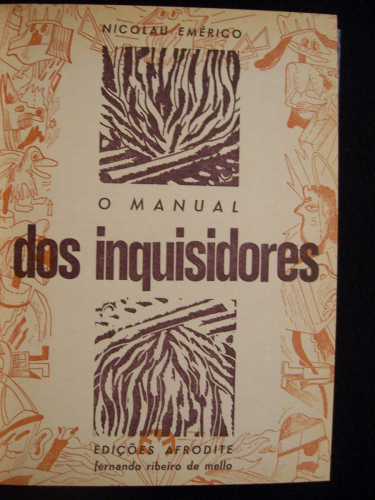 NICOLAU EMÉRICO
O MANUAL
dos inquisidores
EDIÇÕES AFRODITE
fernando ribeiro de mello